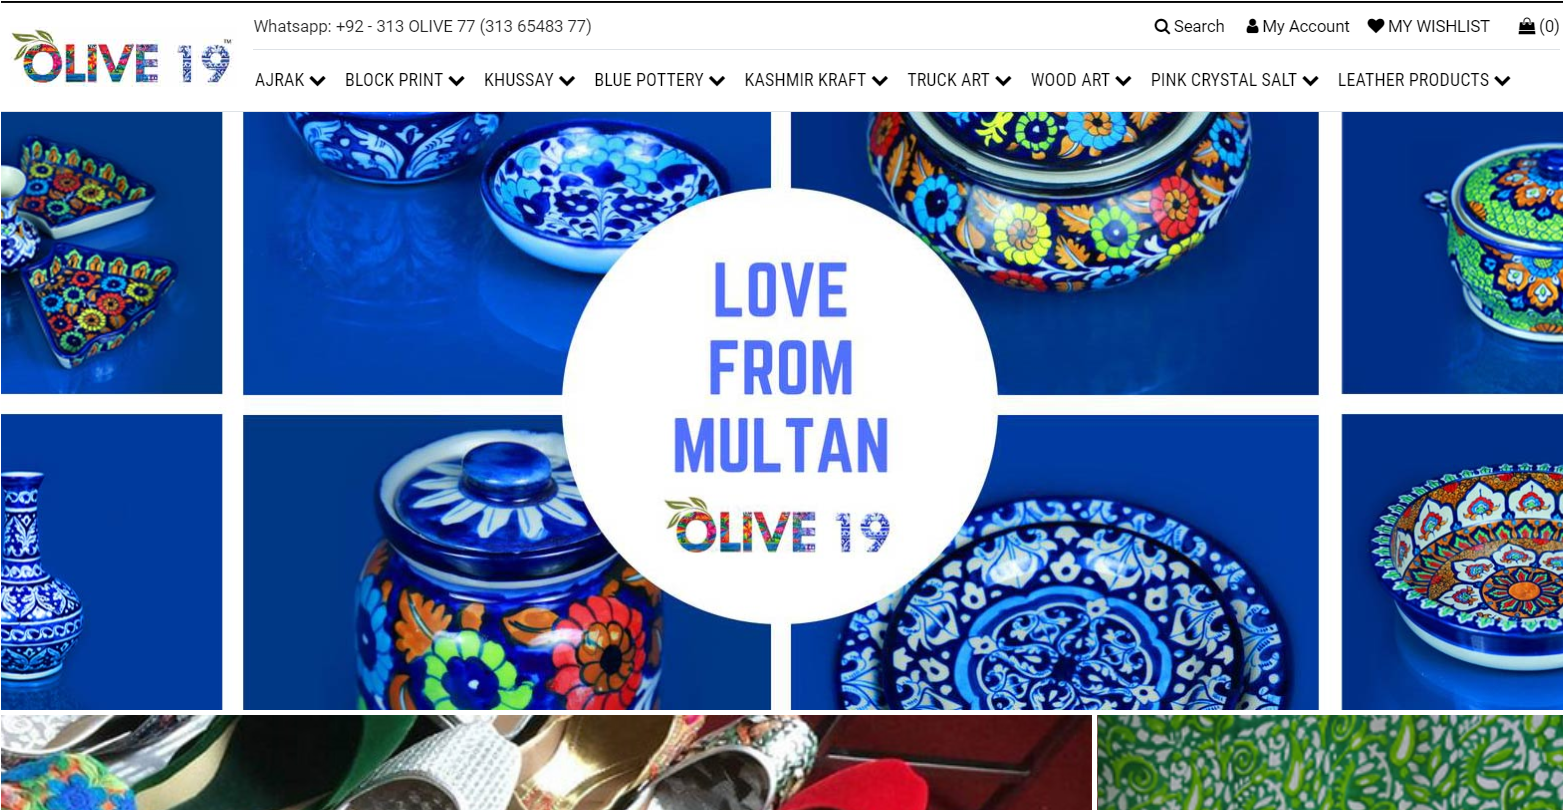 OLIVE 19™
Whatsapp: +92 - 313 OLIVE 77 (313 65483 77)
Search My Account MY WISHLIST (0)
AJRAK BLOCK PRINT KHUSSAY BLUE POTTERY KASHMIR KRAFT TRUCK ART WOOD ART PINK CRYSTAL SALT LEATHER PRODUCTS
LOVE
FROM
MULTAN
OLIVE 19